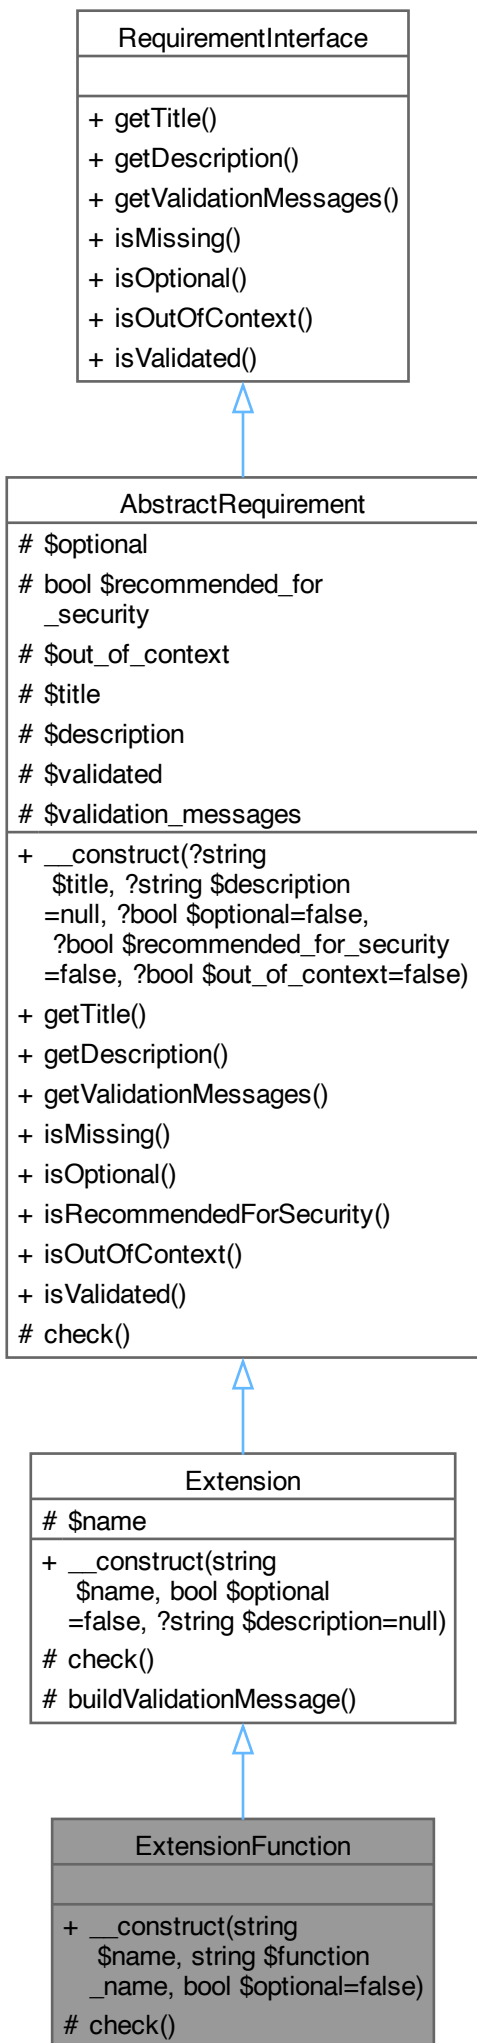 RequirementInterface
+ getTitle()
+ getDescription()
+ getValidationMessages()
+ isMissing()
+ isOptional()
+ isOutOfContext()
+ isValidated()
AbstractRequirement
# $optional
# bool $recommended_for
_security
# $out_of_context
# $title
# $description
# $validated
# $validation_messages
+ __construct(?string
$title, ?string $description
=null, ?bool $optional=false,
?bool $recommended_for_security
=false, ?bool $out_of_context=false)
+ getTitle()
+ getDescription()
+ getValidationMessages()
+ isMissing()
+ isOptional()
+ isRecommendedForSecurity()
+ isOutOfContext()
+ isValidated()
# check()
Extension
# $name
+ __construct(string
$name, bool $optional
=false, ?string $description=null)
# check()
# buildValidationMessage()
ExtensionFunction
+ __construct(string
$name, string $function
_name, bool $optional=false)
# check()